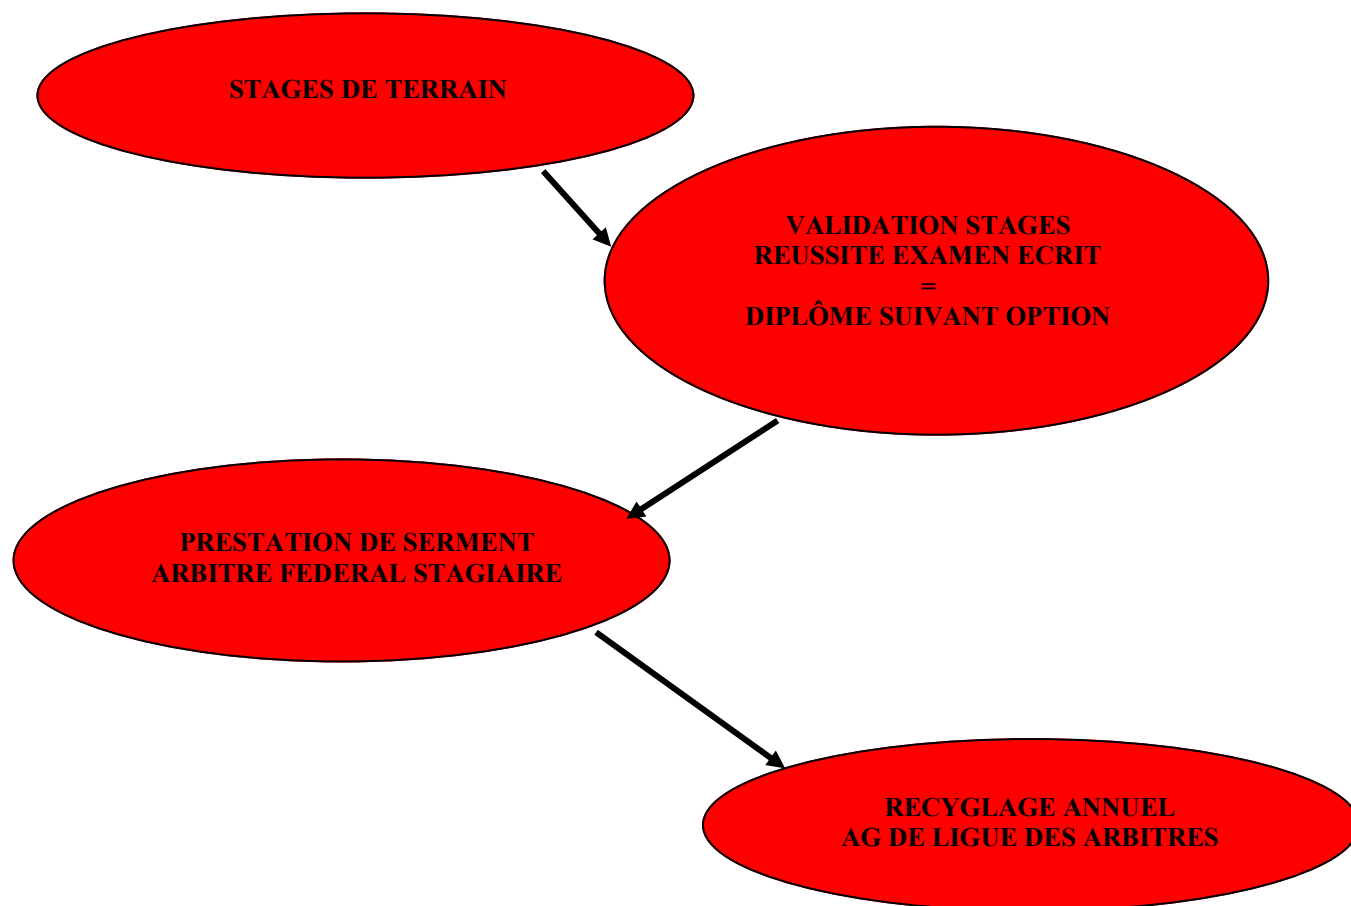 STAGES DE TERRAIN
VALIDATION STAGES
REUSSITE EXAMEN ECRIT
=
DIPLÔME SUIVANT OPTION
PRESTATION DE SERMENT
ARBITRE FEDERAL STAGIAIRE
RECYGLAGE ANNUEL
AG DE LIGUE DES ARBITRES